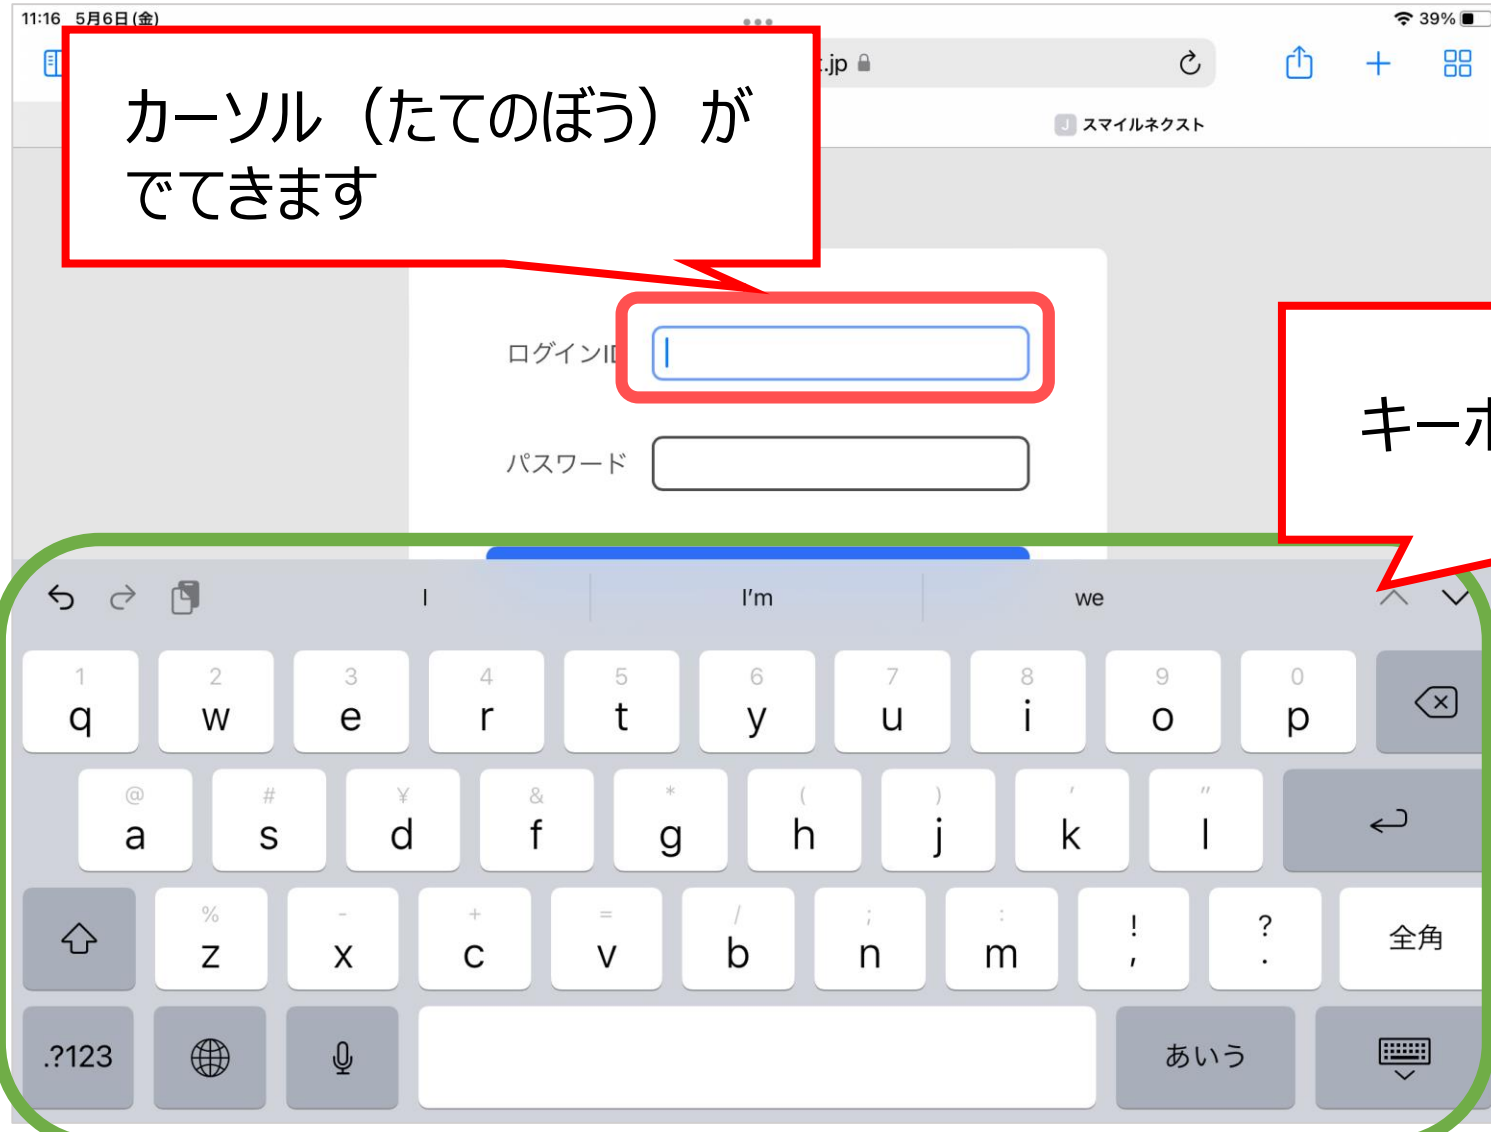 11:16 5月6日(金)
39%
.jp
スマイルネクスト
カーソル（たてのぼう）が
でてきます
ログインID
キーボ
パスワード
I I'm we
1 2 3 4 5 6 7 8 9 0
q w e r t y u i o p
@ # ¥ & * ( ) ' "
a s d f g h j k l
% - + = / ; : ! ?
z x c v b n m , . 全角
.?123 あいう